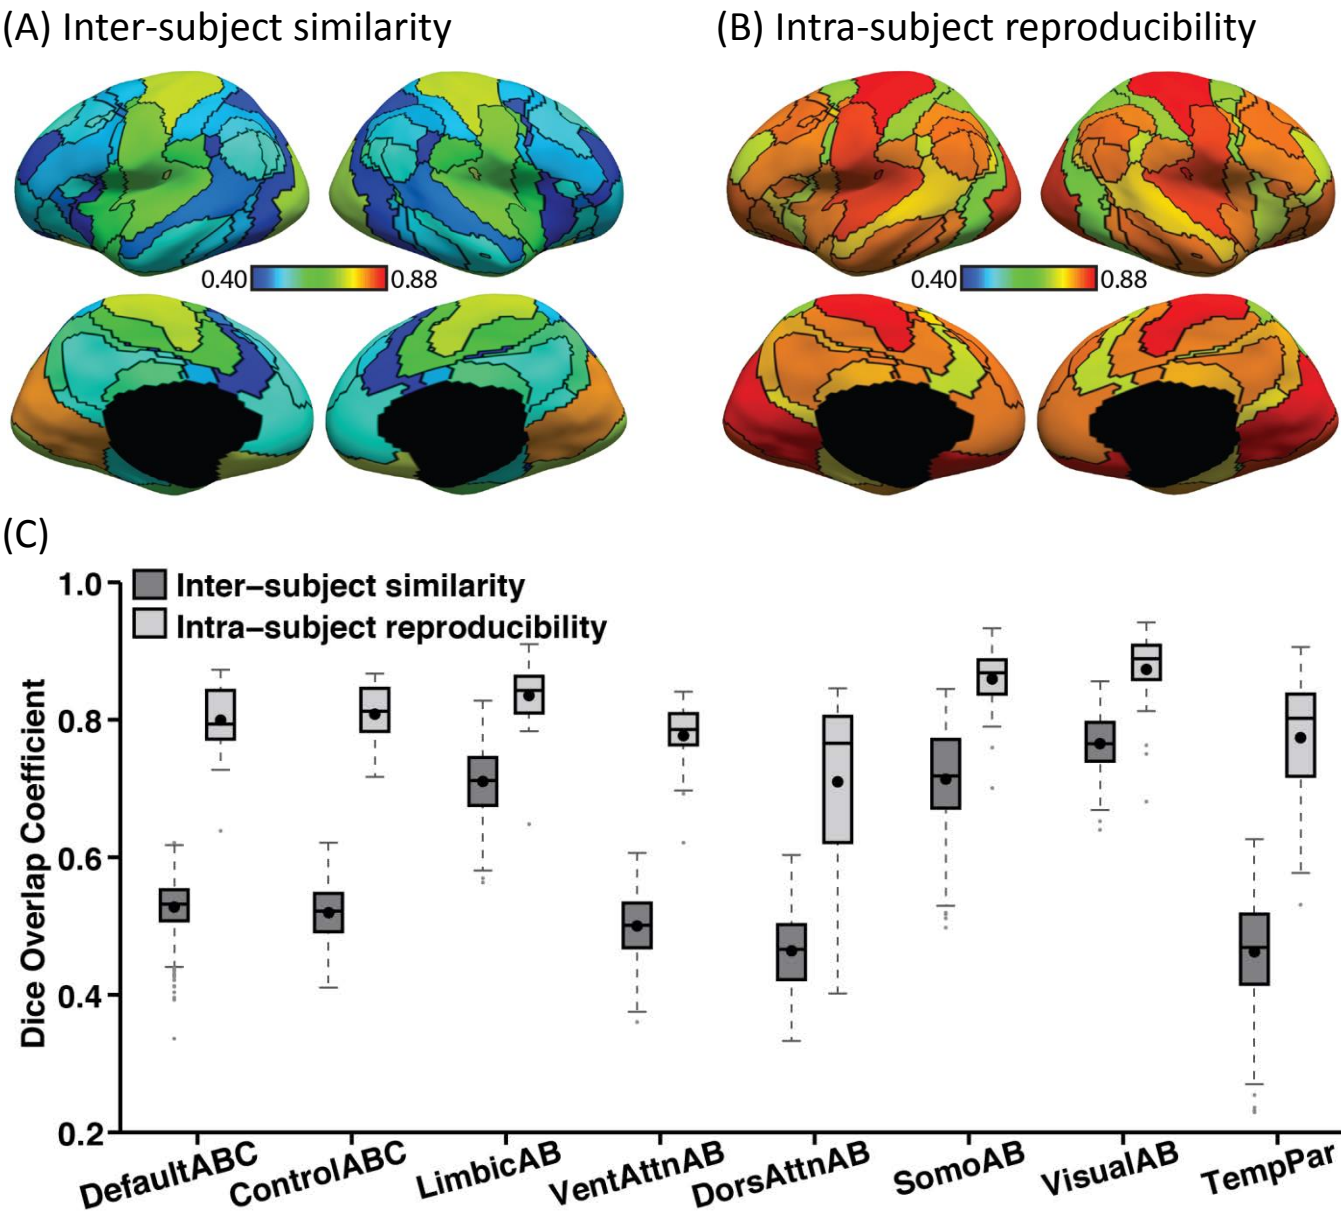 (A) Inter-subject similarity
(B) Intra-subject reproducibility
0.40 0.88
0.40 0.88
(C)
Dice Overlap Coefficient
1.0
0.8
0.6
0.4
0.2
Inter-subject similarity
Intra-subject reproducibility
DefaultABC
ControlABC
LimbicAB
VentAttnAB
DorsAttnAB
SomoAB
VisualAB
TempPar